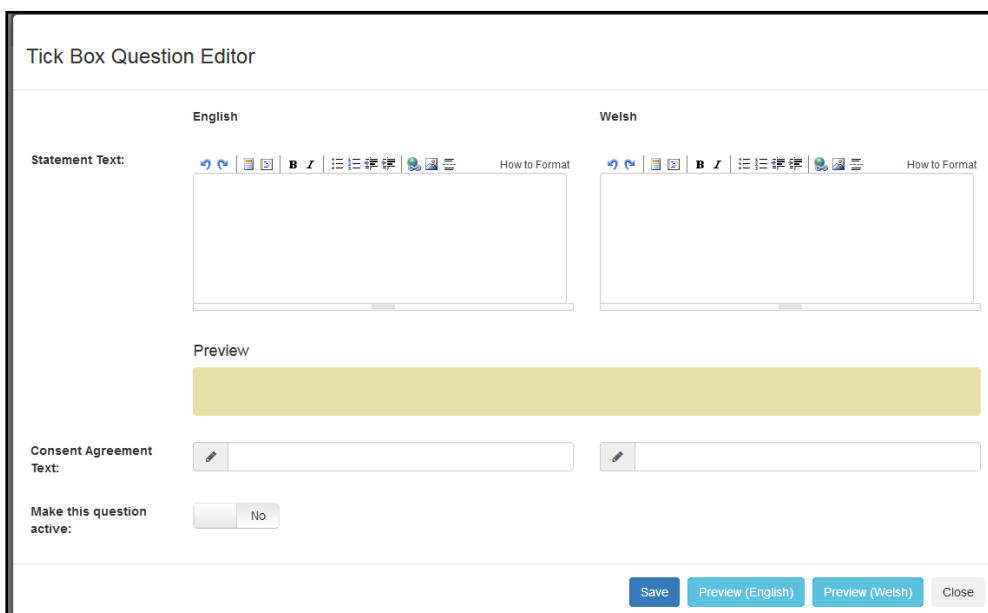 Tick Box Question Editor
English Welsh
Statement Text:
B I How to Format B I How to Format
Preview
Consent Agreement
Text:
Make this question
active:
No
Save Preview (English) Preview (Welsh) Close